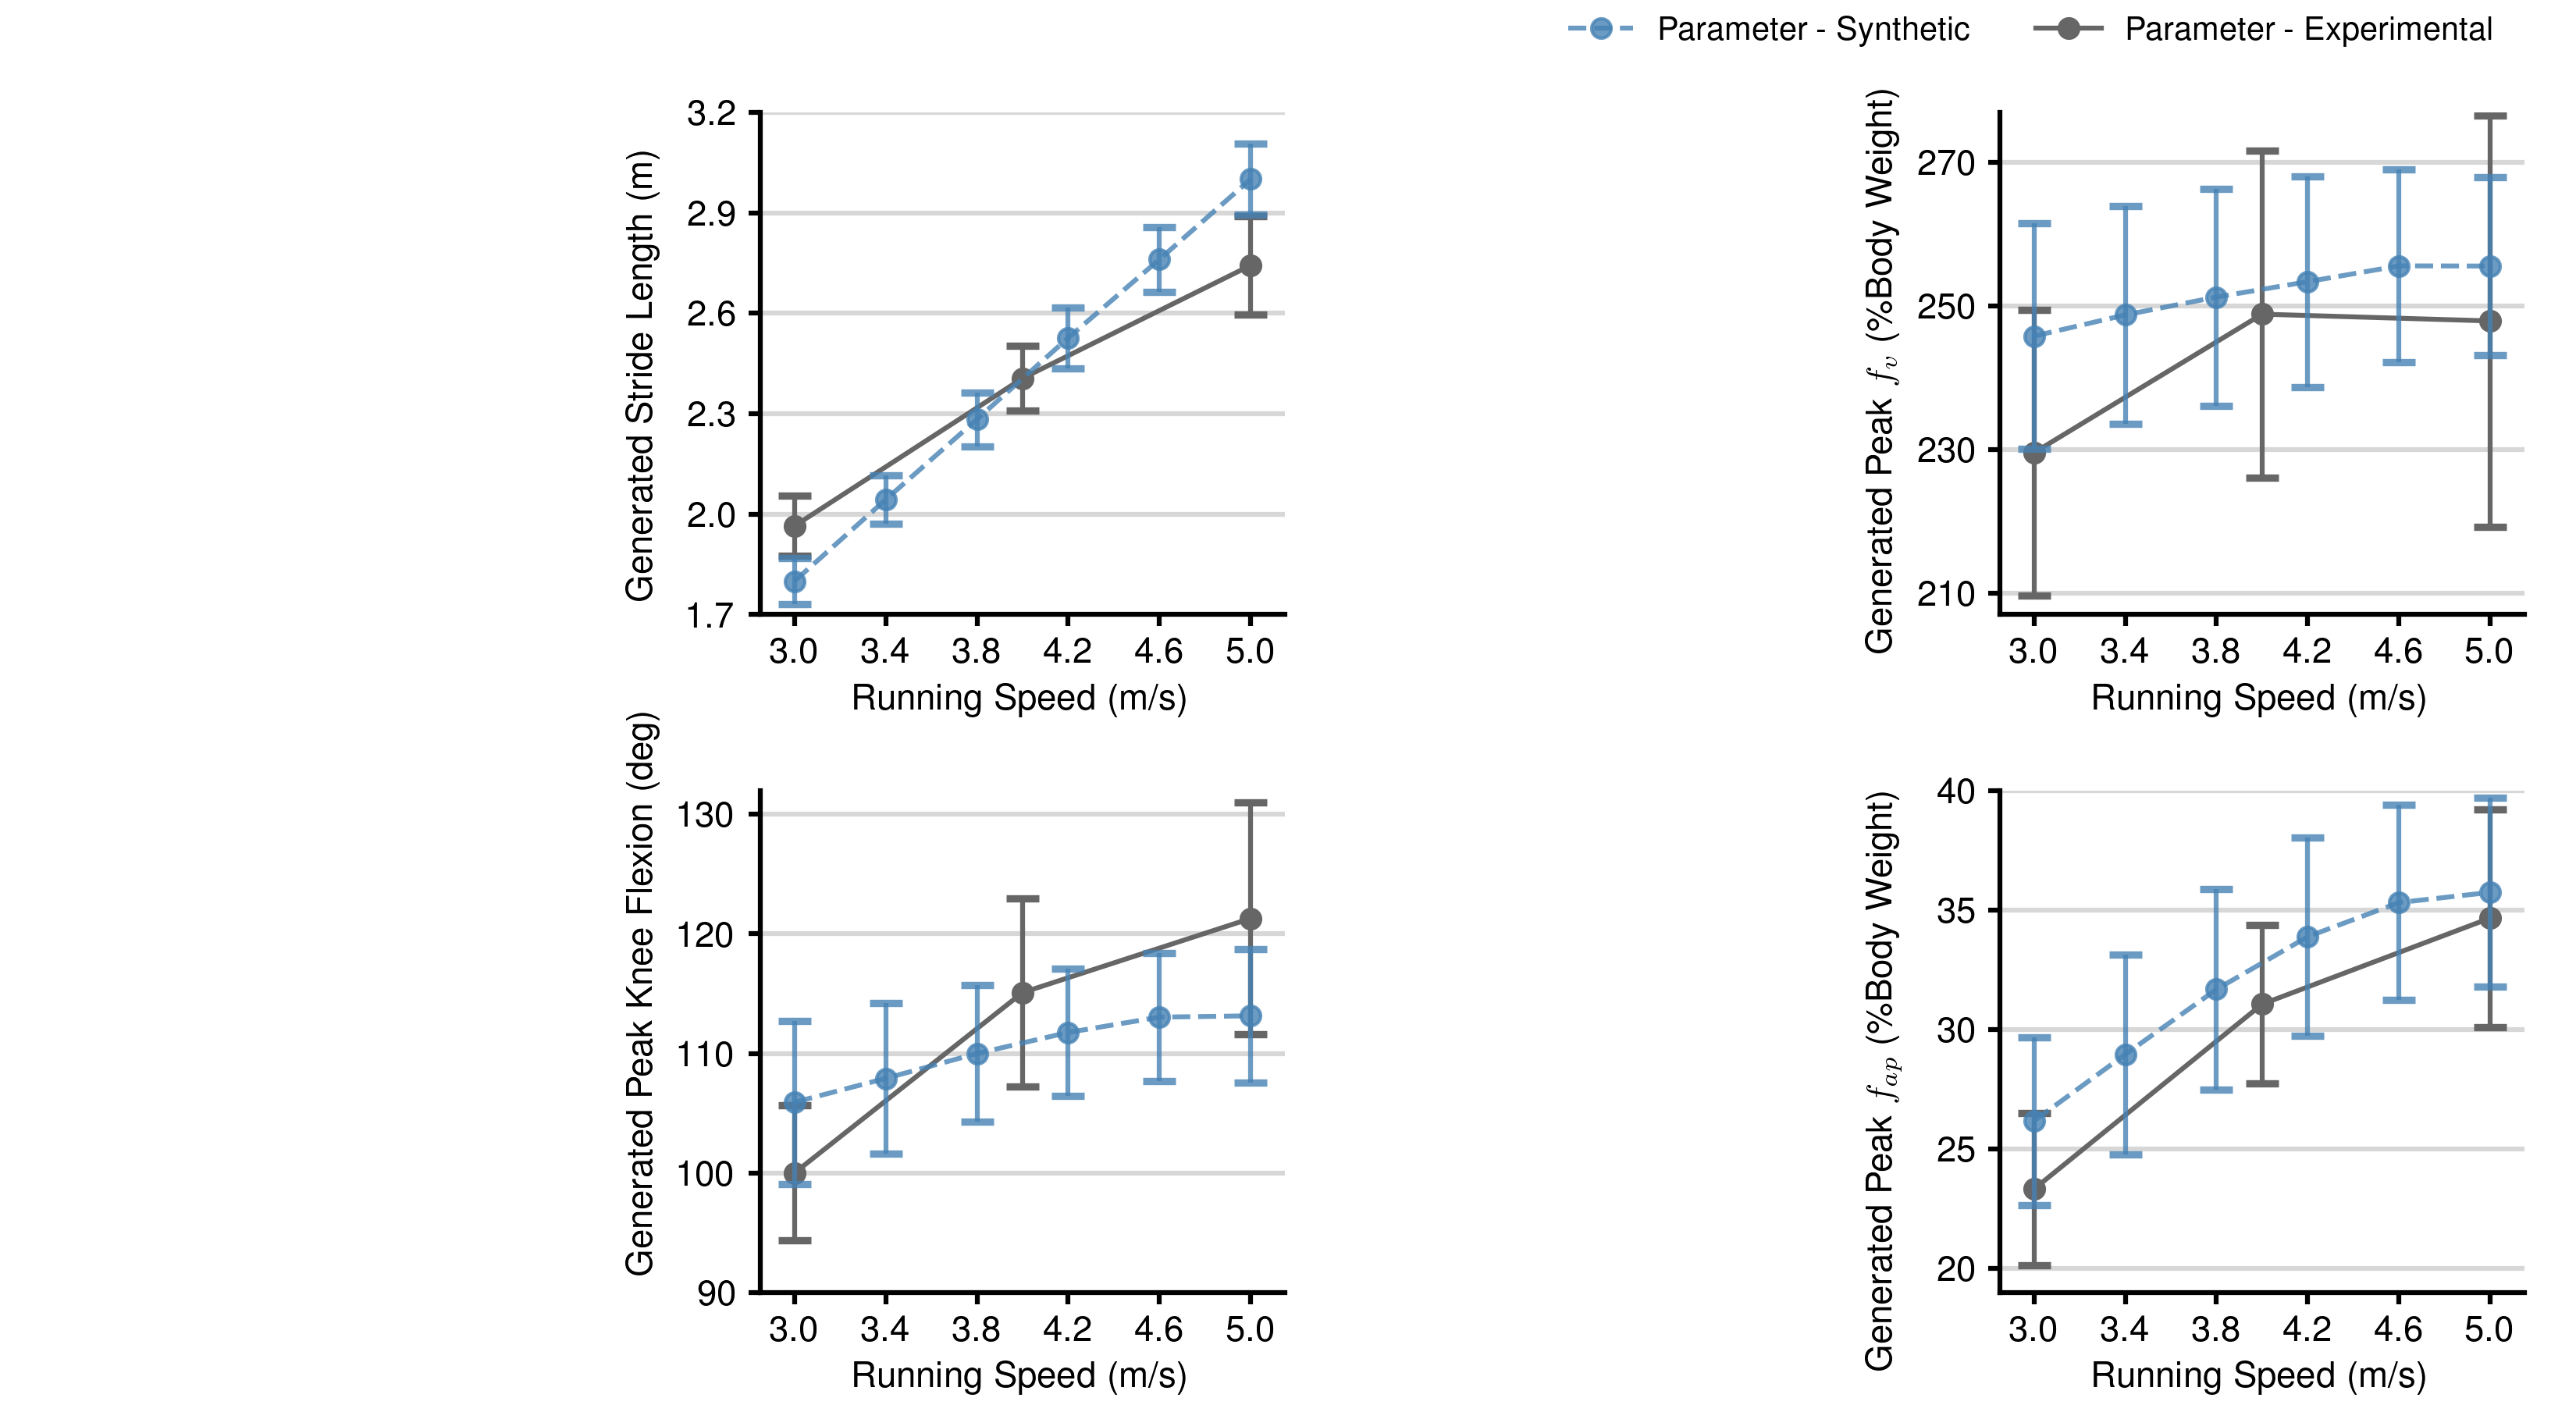 Parameter - Synthetic
Parameter - Experimental
Generated Stride Length (m)
3.2
2.9
2.6
2.3
2.0
1.7
3.0 3.4 3.8 4.2 4.6 5.0
Running Speed (m/s)
Generated Peak f_v (%Body Weight)
270
250
230
210
3.0 3.4 3.8 4.2 4.6 5.0
Running Speed (m/s)
Generated Peak Knee Flexion (deg)
130
120
110
100
90
3.0 3.4 3.8 4.2 4.6 5.0
Running Speed (m/s)
Generated Peak f_{ap} (%Body Weight)
40
35
30
25
20
3.0 3.4 3.8 4.2 4.6 5.0
Running Speed (m/s)